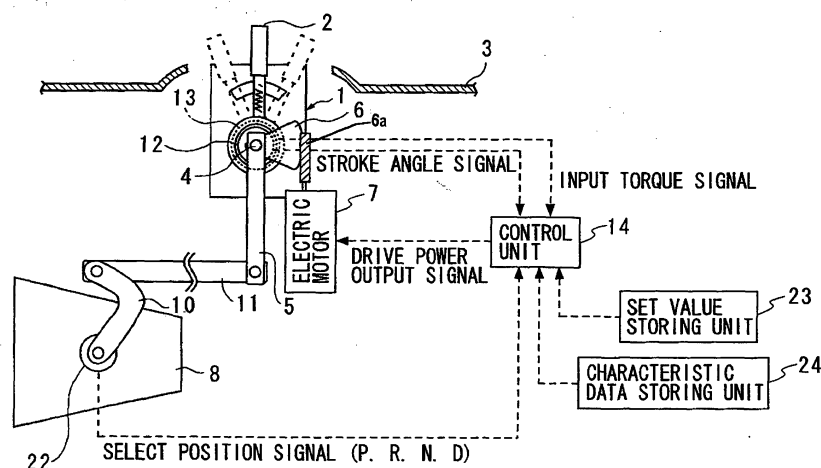 2
3
13
1
6
6a
12
4
STROKE ANGLE SIGNAL
INPUT TORQUE SIGNAL
7
ELECTRIC
MOTOR
CONTROL
UNIT
14
DRIVE POWER
OUTPUT SIGNAL
10
11
5
SET VALUE
STORING UNIT
23
8
CHARACTERISTIC
DATA STORING UNIT
24
22
SELECT POSITION SIGNAL (P. R. N. D)